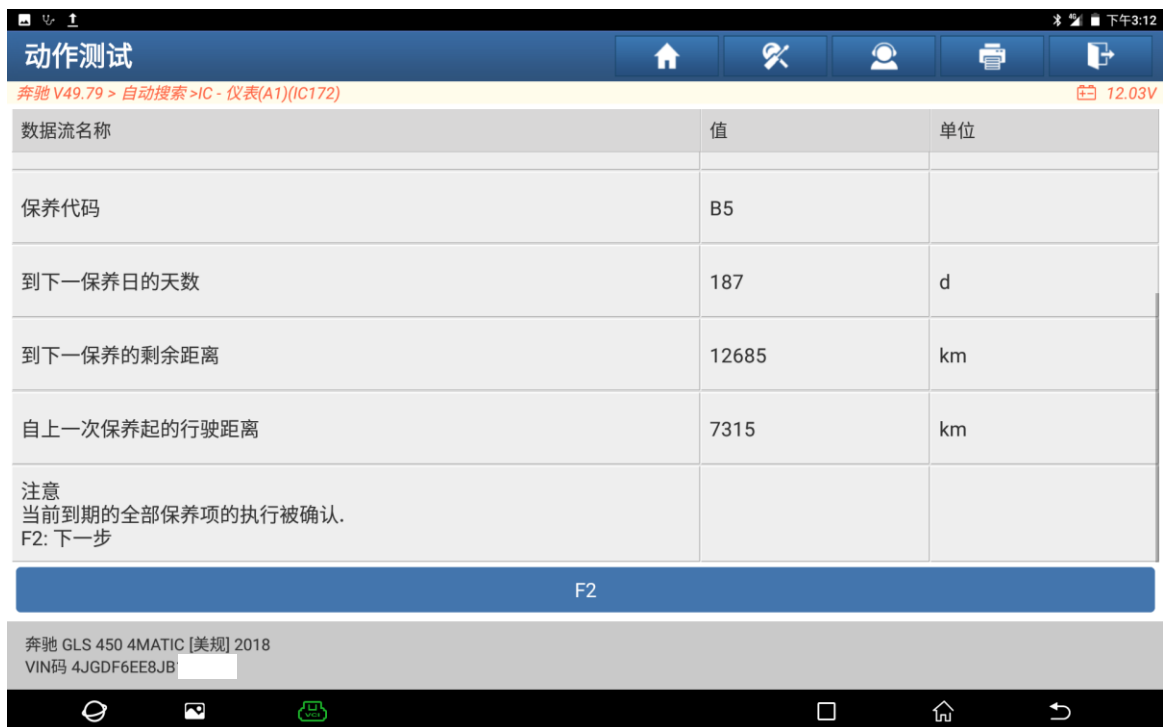 4G 下午3:12
动作测试
奔驰 V49.79 > 自动搜索 >IC - 仪表(A1)(IC172) 12.03V
数据流名称 值 单位
保养代码 B5
到下一保养日的天数 187 d
到下一保养的剩余距离 12685 km
自上一次保养起的行驶距离 7315 km
注意
当前到期的全部保养项的执行被确认.
F2: 下一步
F2
奔驰 GLS 450 4MATIC [美规] 2018
VIN码 4JGDF6EE8JB
VCI